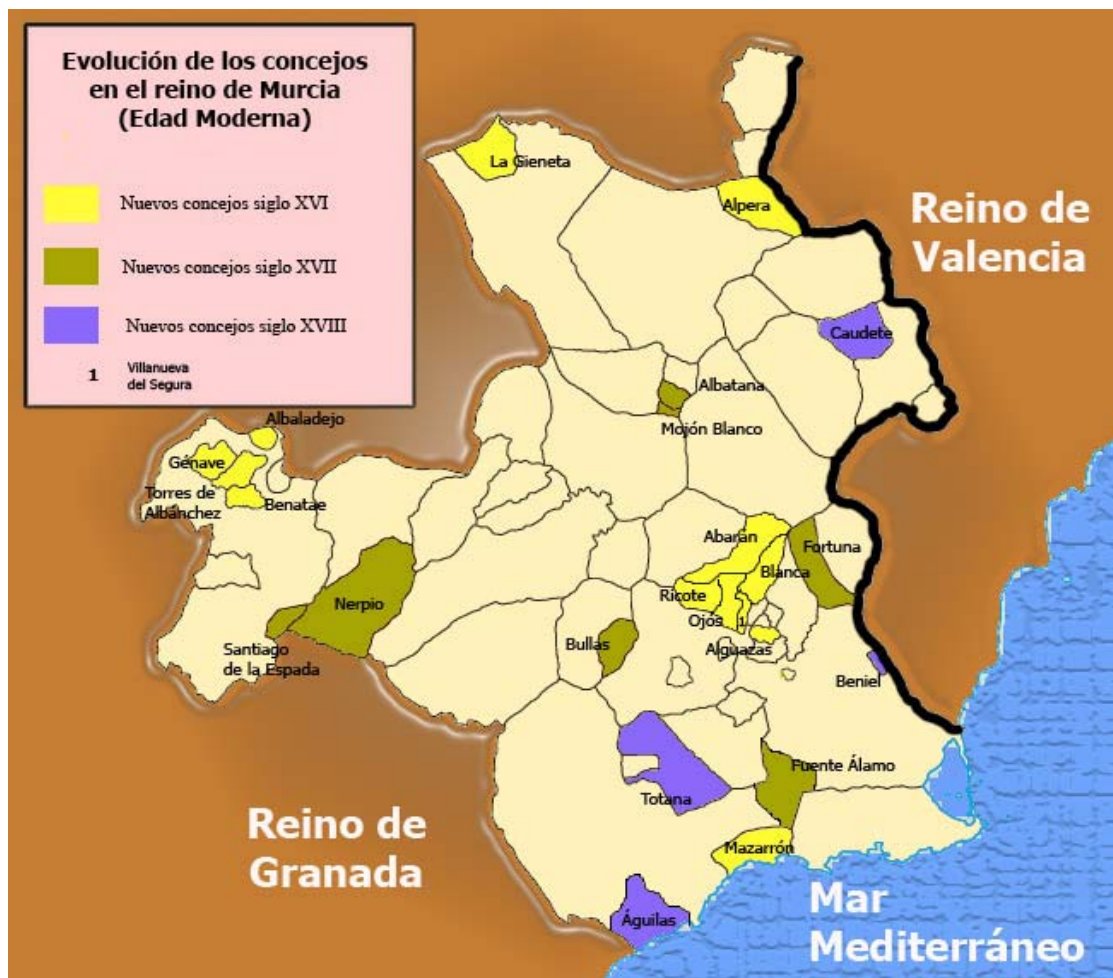 Evolución de los concejos
en el reino de Murcia
(Edad Moderna)
Nuevos concejos siglo XVI
Nuevos concejos siglo XVII
Nuevos concejos siglo XVIII
1 Villanueva
del Segura
La Gieneta
Alpera
Reino de
Valencia
Caudete
Albatana
Mojón Blanco
Albaladejo
Génave
Torres de
Albánchez
Benatae
Abarán
Fortuna
Blanca
Ricote
Ojós
1
Nerpio
Bullas
Alguazas
Santiago
de la Espada
Beniel
Fuente Álamo
Totana
Reino de
Granada
Mazarrón
Águilas
Mar
Mediterráneo